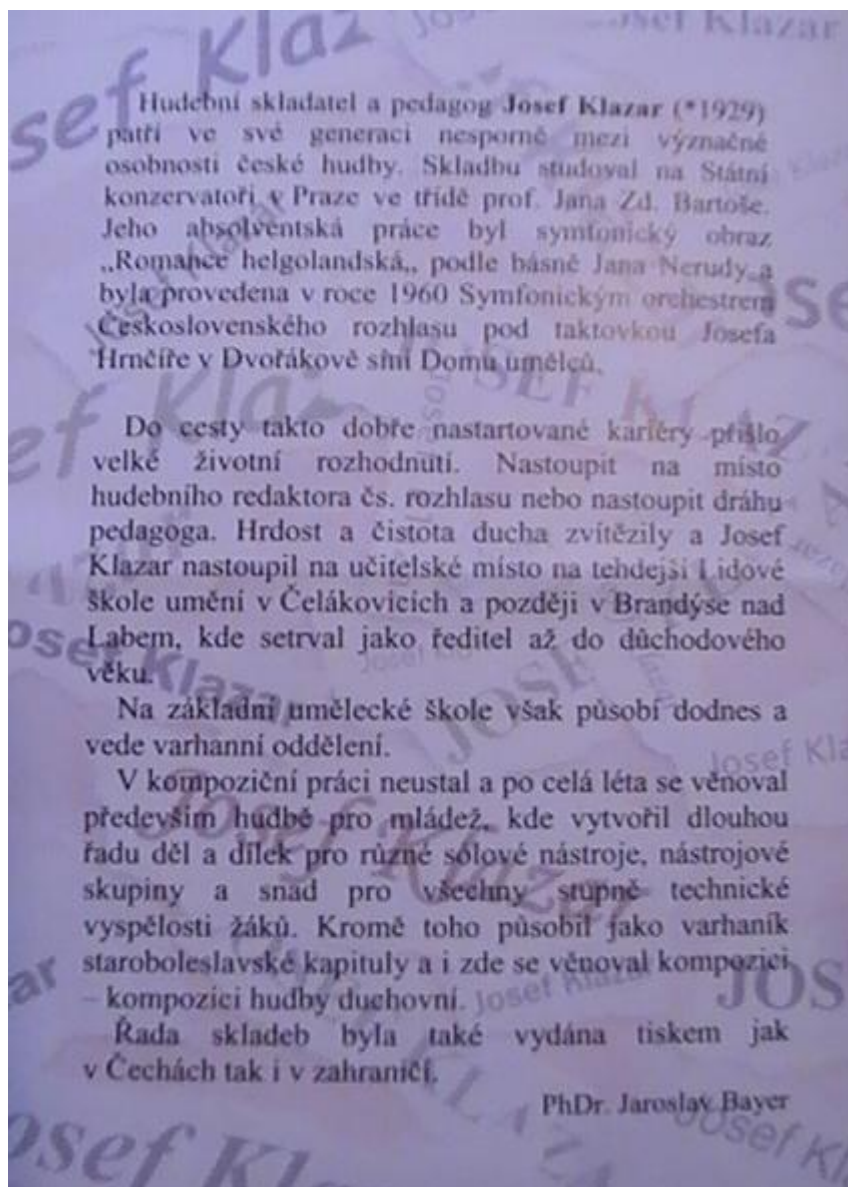 Hudební skladatel a pedagog Josef Klazar (*1929)
patří ve své generaci nesporně mezi význačné
osobnosti české hudby. Skladbu studoval na Státní
konzervatoři v Praze ve třídě prof. Jana Zd. Bartoše.
Jeho absolventská práce byl symfonický obraz
„Romance helgolandská„ podle básně Jana Nerudy a
byla provedena v roce 1960 Symfonickým orchestrem
Československého rozhlasu pod taktovkou Josefa
Hrnčíře v Dvořákově síni Domu umělců.
Do cesty takto dobře nastartované kariéry přišlo
velké životní rozhodnutí. Nastoupit na místo
hudebního redaktora čs. rozhlasu nebo nastoupit dráhu
pedagoga. Hrdost a čistota ducha zvítězily a Josef
Klazar nastoupil na učitelské místo na tehdejší Lidové
škole umění v Čelákovicích a později v Brandýse nad
Labem, kde setrval jako ředitel až do důchodového
věku.
Na základní umělecké škole však působí dodnes a
vede varhanní oddělení.
V kompoziční práci neustal a po celá léta se věnoval
především hudbě pro mládež, kde vytvořil dlouhou
řadu děl a dílek pro různé sólové nástroje, nástrojové
skupiny a snad pro všechny stupně technické
vyspělosti žáků. Kromě toho působil jako varhaník
staroboleslavské kapituly a i zde se věnoval kompozici
– kompozici hudby duchovní.
Řada skladeb byla také vydána tiskem jak
v Čechách tak i v zahraničí.
PhDr. Jaroslav Bayer